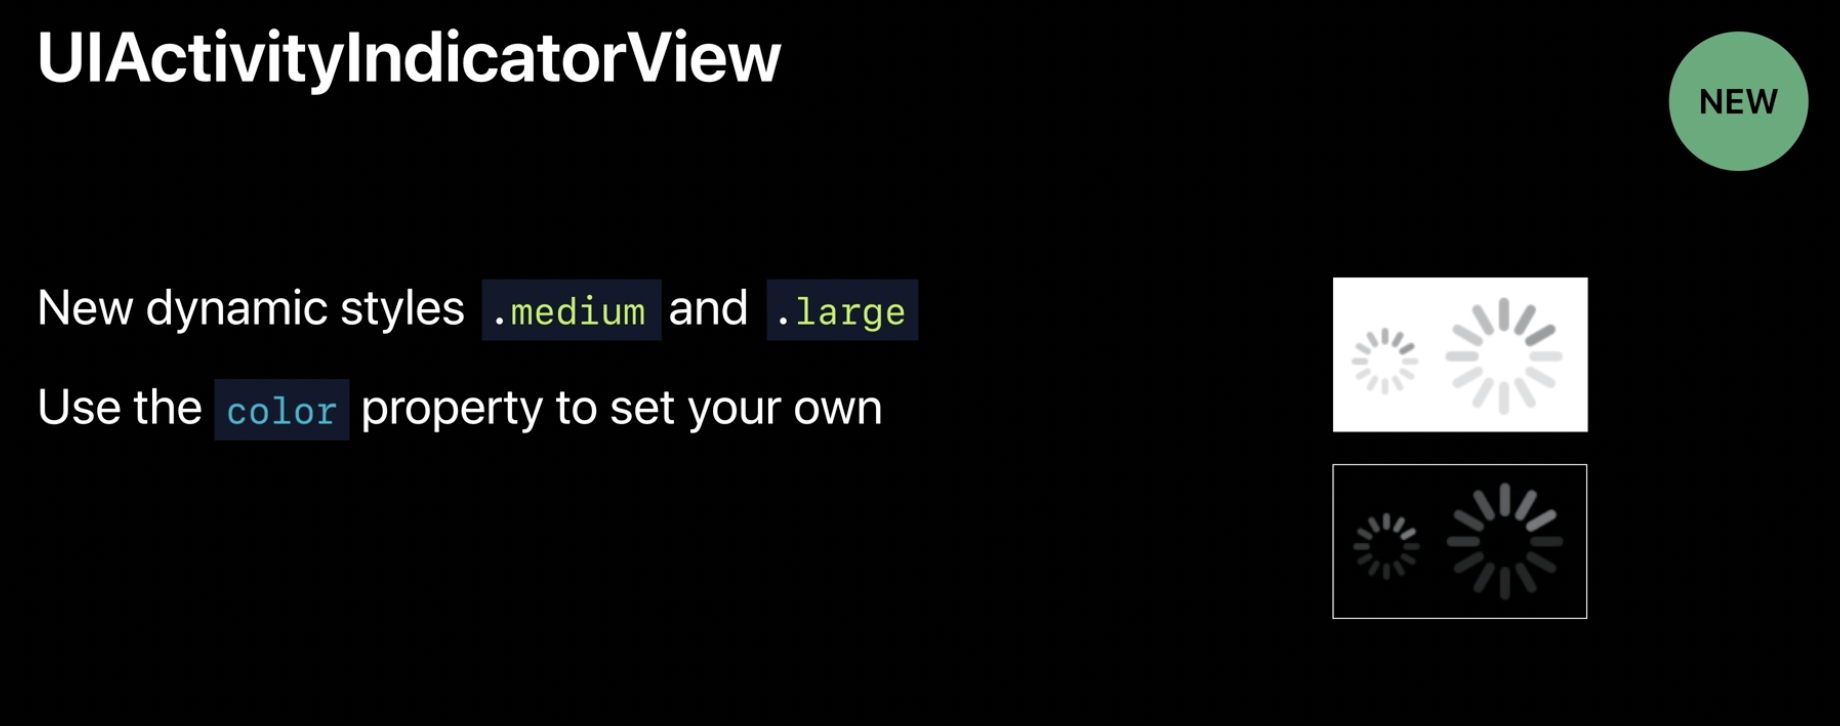 UIActivityIndicatorView
NEW
New dynamic styles .medium and .large
Use the color property to set your own